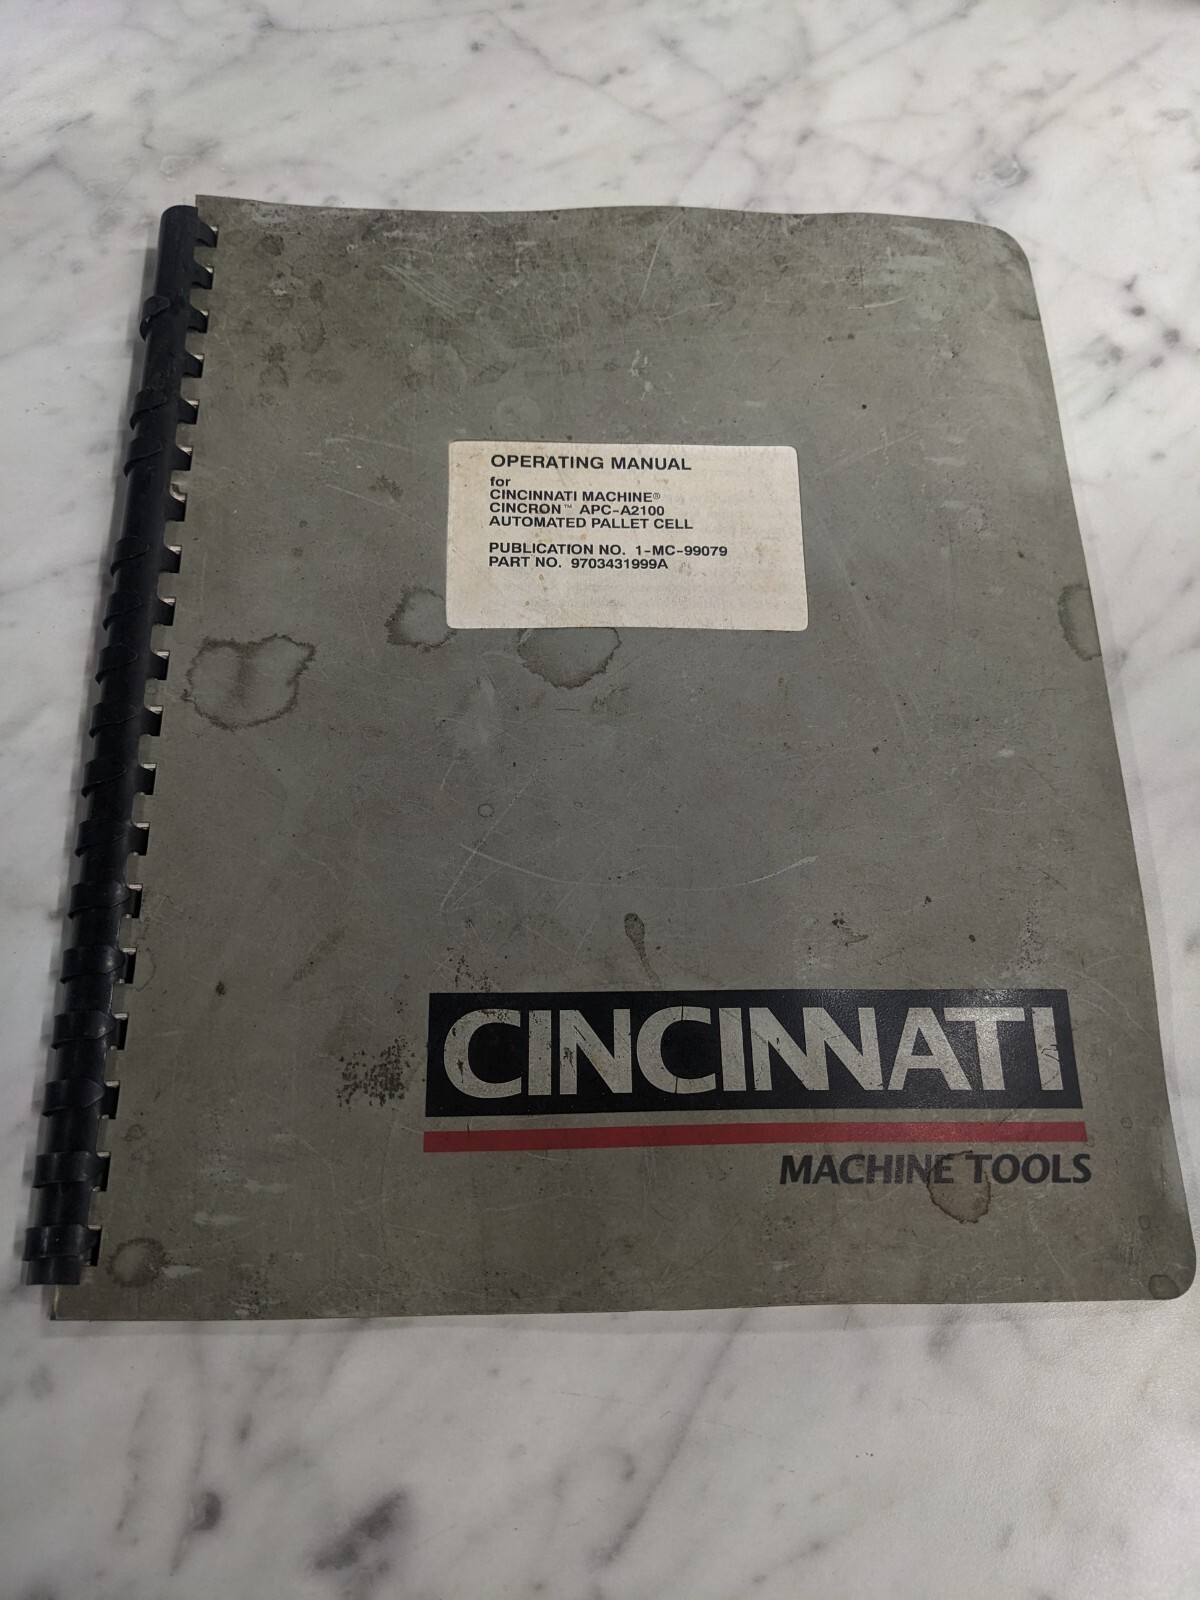 OPERATING MANUAL
for
CINCINNATI MACHINE®
CINCRON™ APC-A2100
AUTOMATED PALLET CELL
PUBLICATION NO. 1-MC-99079
PART NO. 9703431999A
CINCINNATI
MACHINE TOOLS